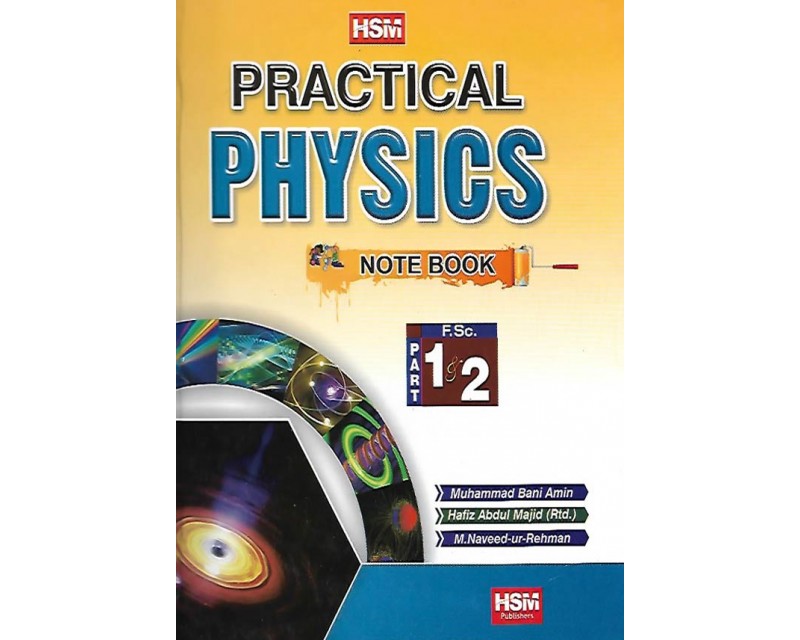 HSM
PRACTICAL
PHYSICS
NOTE BOOK
F.Sc.
PART
1 & 2
Muhammad Bani Amin
Hafiz Abdul Majid (Rtd.)
M.Naveed-ur-Rehman
HSM
Publishers